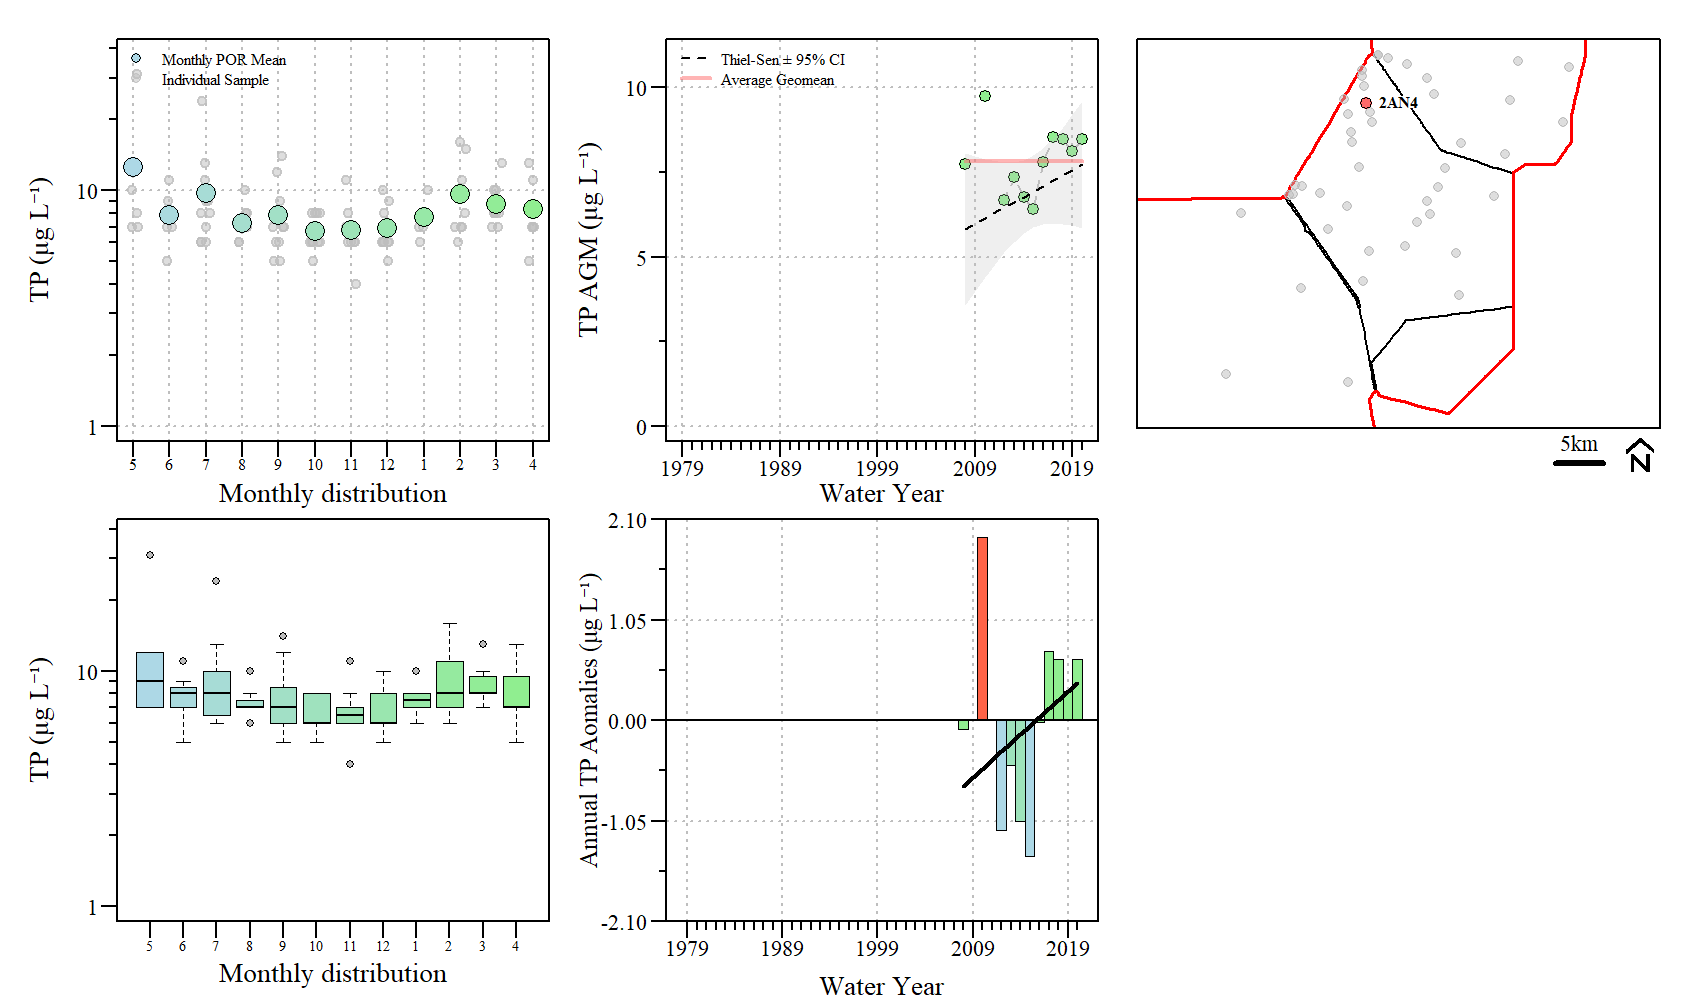 Monthly POR Mean
Individual Sample
TP (µg L⁻¹)
10
1
5 6 7 8 9 10 11 12 1 2 3 4
Monthly distribution
Thiel-Sen ± 95% CI
Average Geomean
TP AGM (µg L⁻¹)
10
5
0
1979 1989 1999 2009 2019
Water Year
2AN4
5km
N
TP (µg L⁻¹)
10
1
5 6 7 8 9 10 11 12 1 2 3 4
Monthly distribution
Annual TP Aomalies (µg L⁻¹)
2.10
1.05
0.00
-1.05
-2.10
1979 1989 1999 2009 2019
Water Year